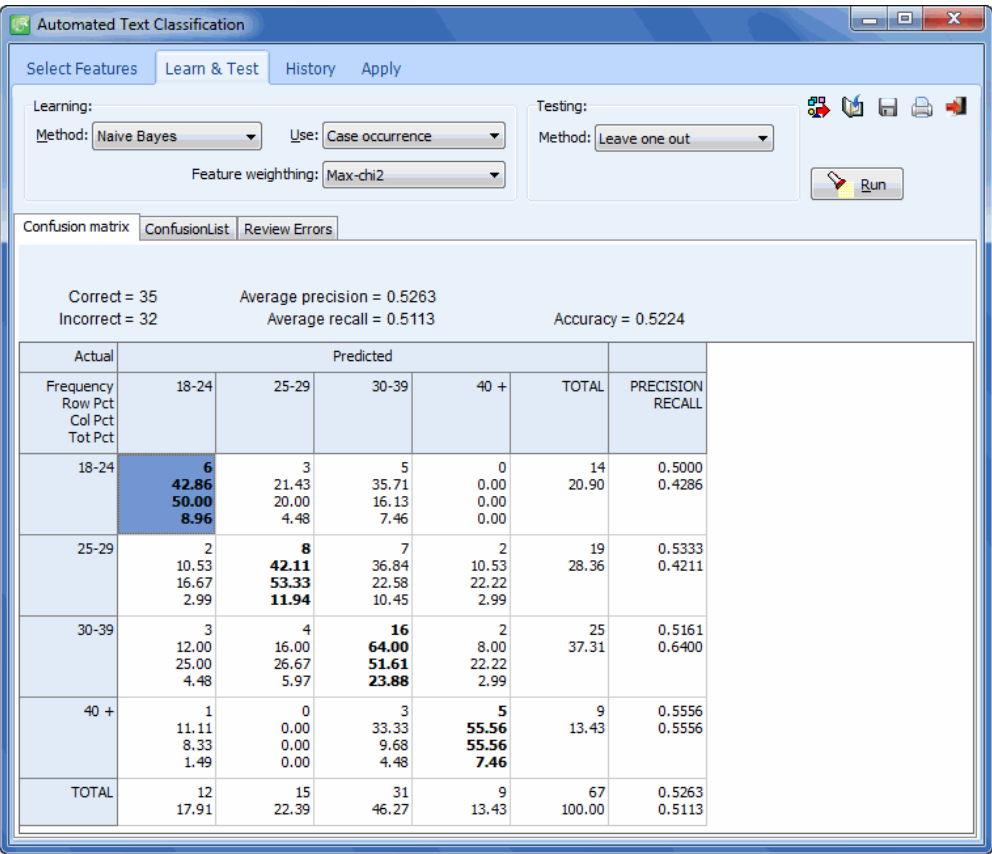 Automated Text Classification
Select Features Learn & Test History Apply
Learning: Testing:
Method: Naive Bayes Use: Case occurrence Method: Leave one out
Feature weighthing: Max-chi2
Run
Confusion matrix ConfusionList Review Errors
Correct = 35 Average precision = 0.5263
Incorrect = 32 Average recall = 0.5113 Accuracy = 0.5224
Actual Predicted
Frequency 18-24 25-29 30-39 40 + TOTAL PRECISION
Row Pct RECALL
Col Pct
Tot Pct
18-24 6 3 5 0 14 0.5000
42.86 21.43 35.71 0.00 20.90 0.4286
50.00 20.00 16.13 0.00
8.96 4.48 7.46 0.00
25-29 2 8 7 2 19 0.5333
10.53 42.11 36.84 10.53 28.36 0.4211
16.67 53.33 22.58 22.22
2.99 11.94 10.45 2.99
30-39 3 4 16 2 25 0.5161
12.00 16.00 64.00 8.00 37.31 0.6400
25.00 26.67 51.61 22.22
4.48 5.97 23.88 2.99
40 + 1 0 3 5 9 0.5556
11.11 0.00 33.33 55.56 13.43 0.5556
8.33 0.00 9.68 55.56
1.49 0.00 4.48 7.46
TOTAL 12 15 31 9 67 0.5263
17.91 22.39 46.27 13.43 100.00 0.5113